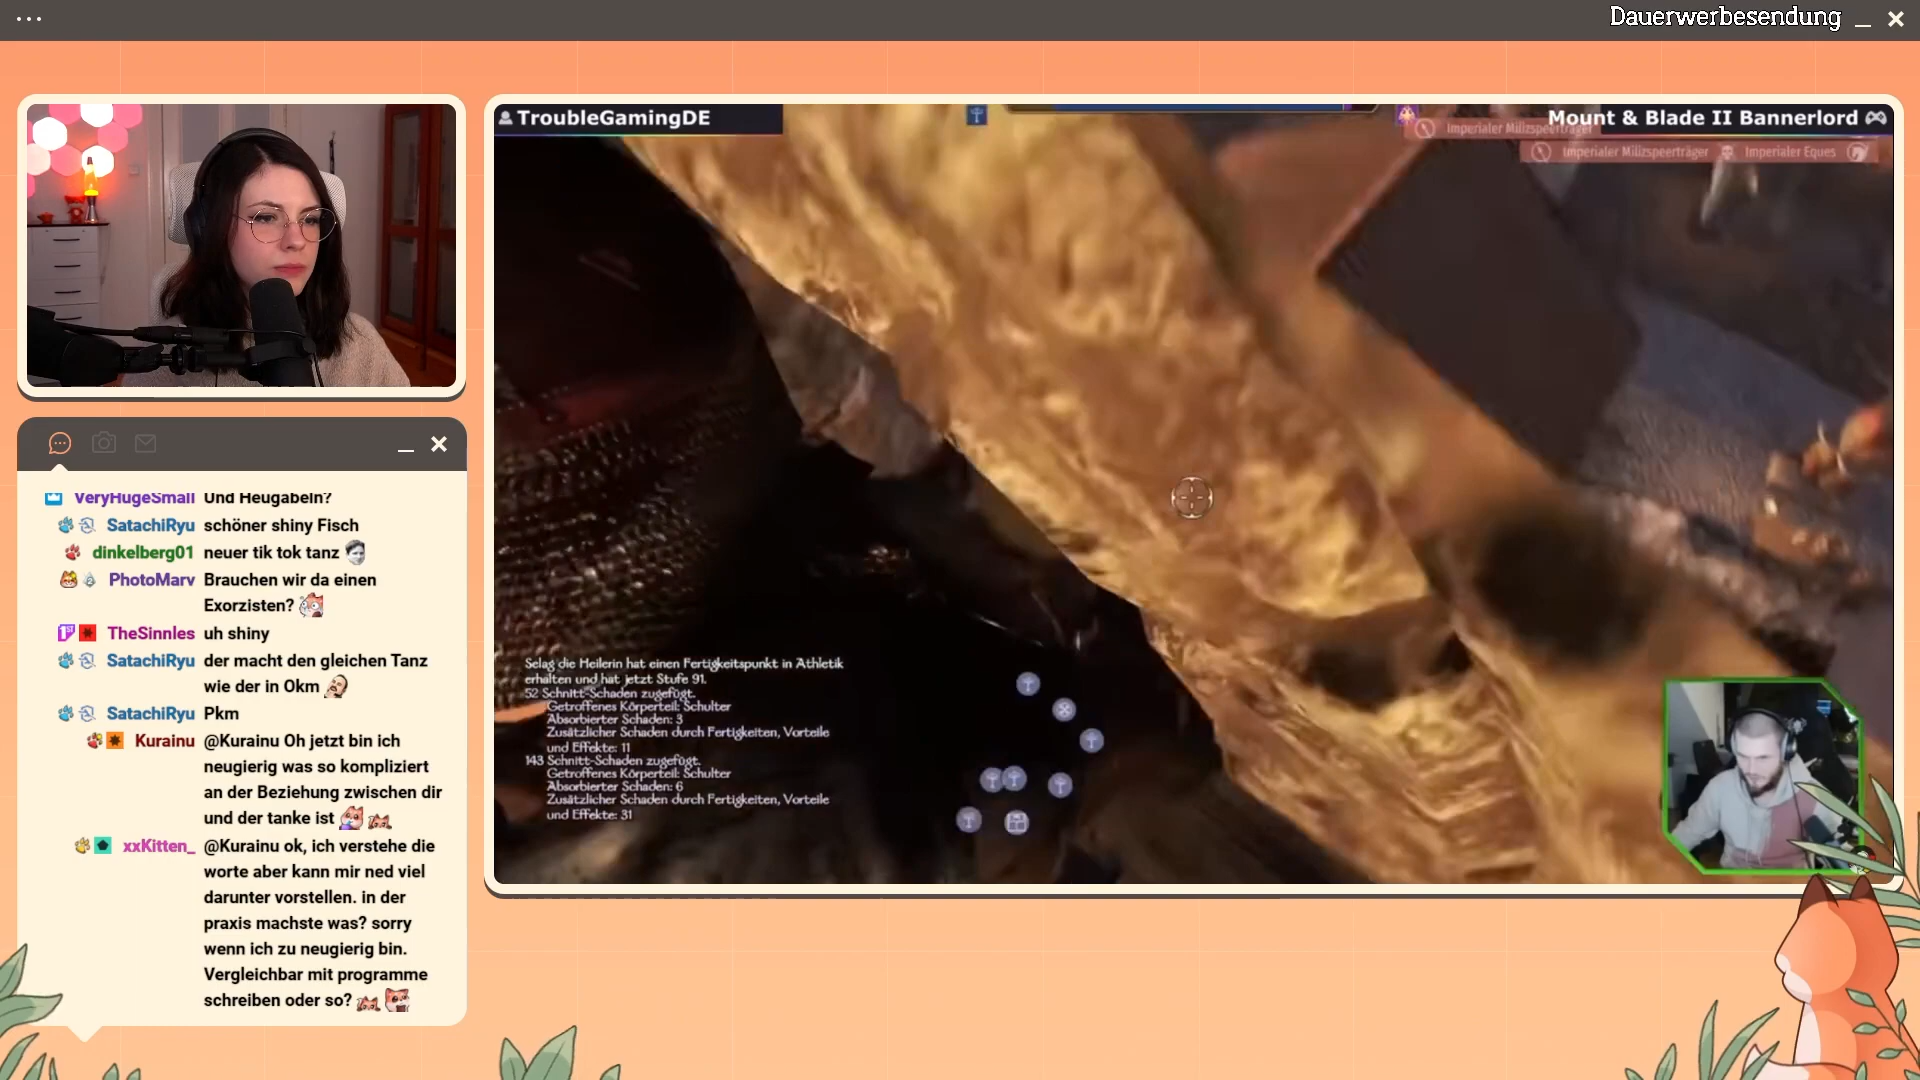 Dauerwerbesendung
TroubleGamingDE
Mount & Blade II Bannerlord
Imperialer Milizspeerträger
Imperialer Milizspeerträger Imperialer Eques
VeryHugeSmall Und Heugabeln?
SatachiRyu schöner shiny Fisch
dinkelberg01 neuer tik tok tanz
PhotoMarv Brauchen wir da einen
Exorzisten?
TheSinnles uh shiny
SatachiRyu der macht den gleichen Tanz
wie der in Okm
SatachiRyu Pkm
Kurainu @Kurainu Oh jetzt bin ich
neugierig was so kompliziert
an der Beziehung zwischen dir
und der tanke ist
xxKitten_ @Kurainu ok, ich verstehe die
worte aber kann mir ned viel
darunter vorstellen. in der
praxis machste was? sorry
wenn ich zu neugierig bin.
Vergleichbar mit programme
schreiben oder so?
Selag die Heilerin hat einen Fertigkeitspunkt in Athletik
erhalten und hat jetzt Stufe 91.
52 Schnitt-Schaden zugefügt.
Getroffenes Körperteil: Schulter
Absorbierter Schaden: 3
Zusätzlicher Schaden durch Fertigkeiten, Vorteile
und Effekte: 11
143 Schnitt-Schaden zugefügt.
Getroffenes Körperteil: Schulter
Absorbierter Schaden: 6
Zusätzlicher Schaden durch Fertigkeiten, Vorteile
und Effekte: 31